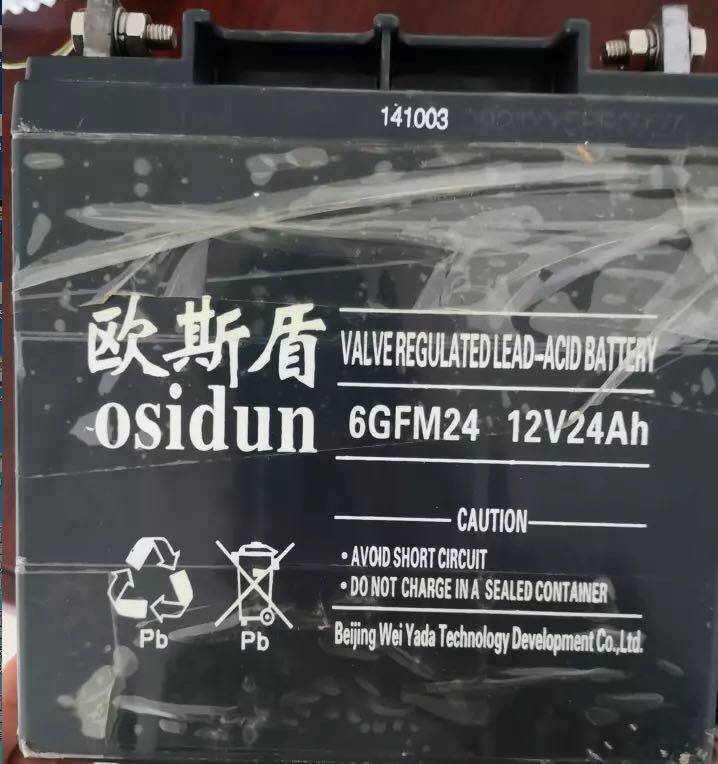 141003
欧斯盾
osidun
VALVE REGULATED LEAD-ACID BATTERY
6GFM24 12V24Ah
CAUTION
• AVOID SHORT CIRCUIT
• DO NOT CHARGE IN A SEALED CONTAINER
Pb Pb
Beijing Wei Yada Technology Development Co.,Ltd.